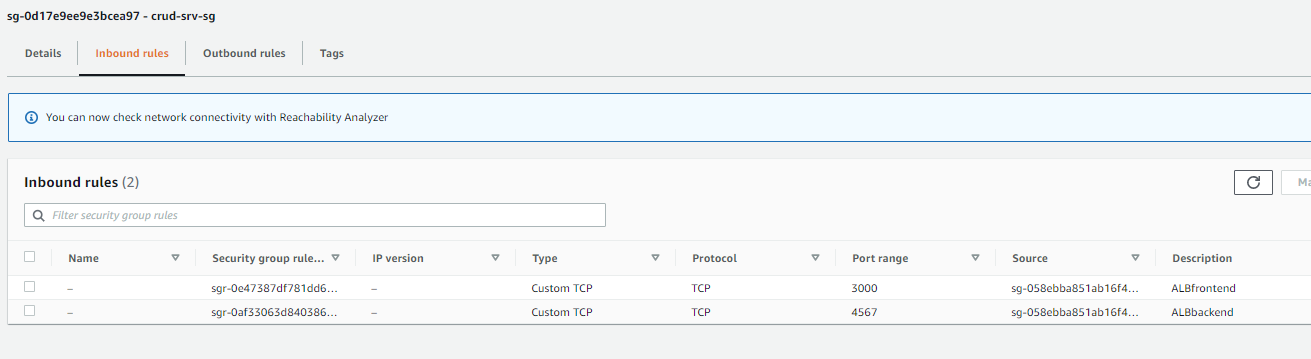 sg-0d17e9ee9e3bcea97 - crud-srv-sg
Details Inbound rules Outbound rules Tags
You can now check network connectivity with Reachability Analyzer
Inbound rules (2)
Ma
Filter security group rules
Name Security group rule... IP version Type Protocol Port range Source Description
– sgr-0e47387df781dd6... – Custom TCP TCP 3000 sg-058ebba851ab16f4... ALBfrontend
– sgr-0af33063d840386... – Custom TCP TCP 4567 sg-058ebba851ab16f4... ALBbackend